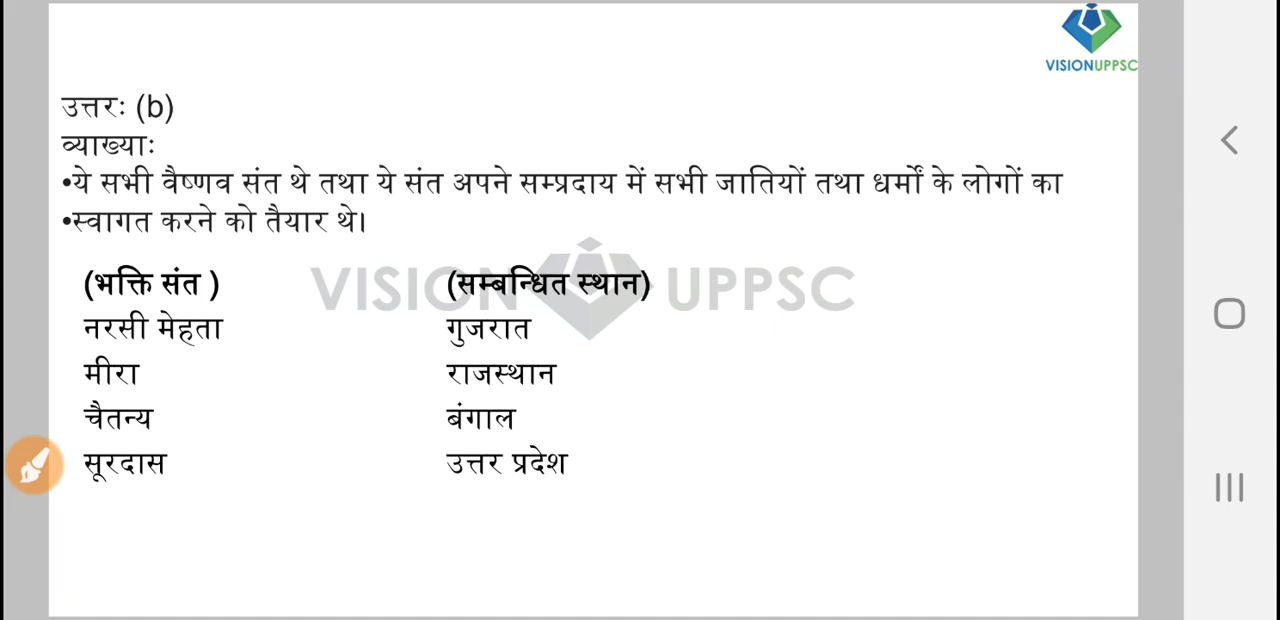 VISIONUPPSC
उत्तरः (b)
व्याख्याः
•ये सभी वैष्णव संत थे तथा ये संत अपने सम्प्रदाय में सभी जातियों तथा धर्मों के लोगों का
•स्वागत करने को तैयार थे।
VISION UPPSC
(भक्ति संत ) (सम्बन्धित स्थान)
नरसी मेहता गुजरात
मीरा राजस्थान
चैतन्य बंगाल
सूरदास उत्तर प्रदेश